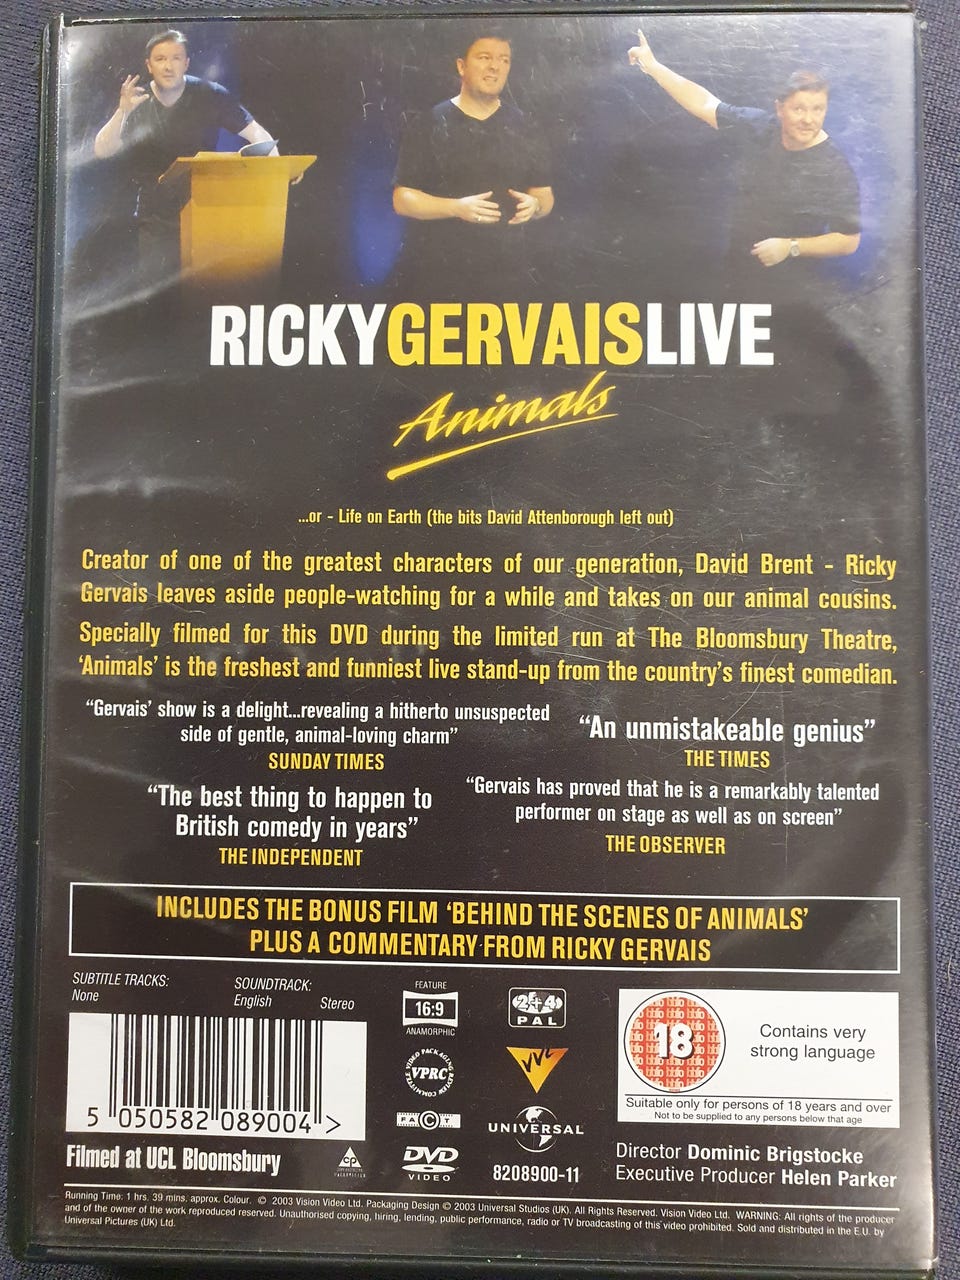 RICKYGERVAISLIVE
Animals
...or - Life on Earth (the bits David Attenborough left out)
Creator of one of the greatest characters of our generation, David Brent - Ricky
Gervais leaves aside people-watching for a while and takes on our animal cousins.
Specially filmed for this DVD during the limited run at The Bloomsbury Theatre,
'Animals' is the freshest and funniest live stand-up from the country's finest comedian.
"Gervais' show is a delight...revealing a hitherto unsuspected
side of gentle, animal-loving charm"
SUNDAY TIMES
"An unmistakeable genius"
THE TIMES
"The best thing to happen to
British comedy in years"
THE INDEPENDENT
"Gervais has proved that he is a remarkably talented
performer on stage as well as on screen"
THE OBSERVER
INCLUDES THE BONUS FILM 'BEHIND THE SCENES OF ANIMALS'
PLUS A COMMENTARY FROM RICKY GERVAIS
SUBTITLE TRACKS:
None
SOUNDTRACK:
English Stereo
FEATURE
16:9
ANAMORPHIC
2+4
PAL
VIDEO PACKAGING REVIEW COMMITTEE
VPRC
VVL
FACT
UNIVERSAL
DVD
VIDEO
8208900-11
CP
5 050582 089004 >
Filmed at UCL Bloomsbury
18
Contains very
strong language
Suitable only for persons of 18 years and over
Not to be supplied to any persons below that age
Director Dominic Brigstocke
Executive Producer Helen Parker
Running Time: 1 hrs. 39 mins. approx. Colour. © 2003 Vision Video Ltd. Packaging Design © 2003 Universal Studios (UK). All Rights Reserved. Vision Video Ltd. WARNING: All rights of the producer
and of the owner of the work reproduced reserved. Unauthorised copying, hiring, lending, public performance, radio or TV broadcasting of this video prohibited. Sold and distributed in the E.U. by
Universal Pictures (UK) Ltd.